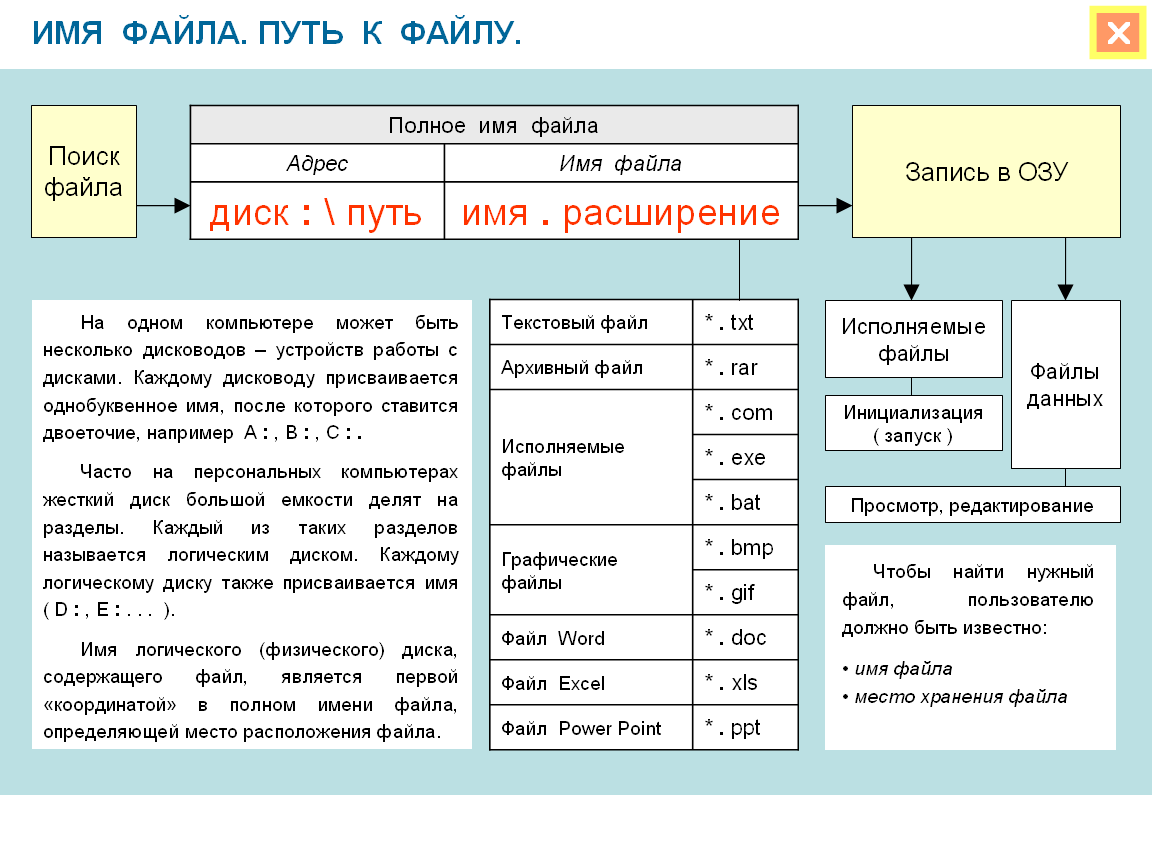 ИМЯ ФАЙЛА. ПУТЬ К ФАЙЛУ.
Поиск
файла
Полное имя файла
Адрес
Имя файла
диск : \ путь
имя . расширение
Запись в ОЗУ
На одном компьютере может быть
несколько дисководов – устройств работы с
дисками. Каждому дисководу присваивается
однобуквенное имя, после которого ставится
двоеточие, например A : , B : , C : .
Часто на персональных компьютерах
жесткий диск большой емкости делят на
разделы. Каждый из таких разделов
называется логическим диском. Каждому
логическому диску также присваивается имя
( D : , E : . . . ).
Имя логического (физического) диска,
содержащего файл, является первой
«координатой» в полном имени файла,
определяющей место расположения файла.
Текстовый файл
* . txt
Архивный файл
* . rar
Исполняемые
файлы
* . com
* . exe
* . bat
Графические
файлы
* . bmp
* . gif
Файл Word
* . doc
Файл Excel
* . xls
Файл Power Point
* . ppt
Исполняемые
файлы
Инициализация
( запуск )
Файлы
данных
Просмотр, редактирование
Чтобы найти нужный
файл, пользователю
должно быть известно:
• имя файла
• место хранения файла